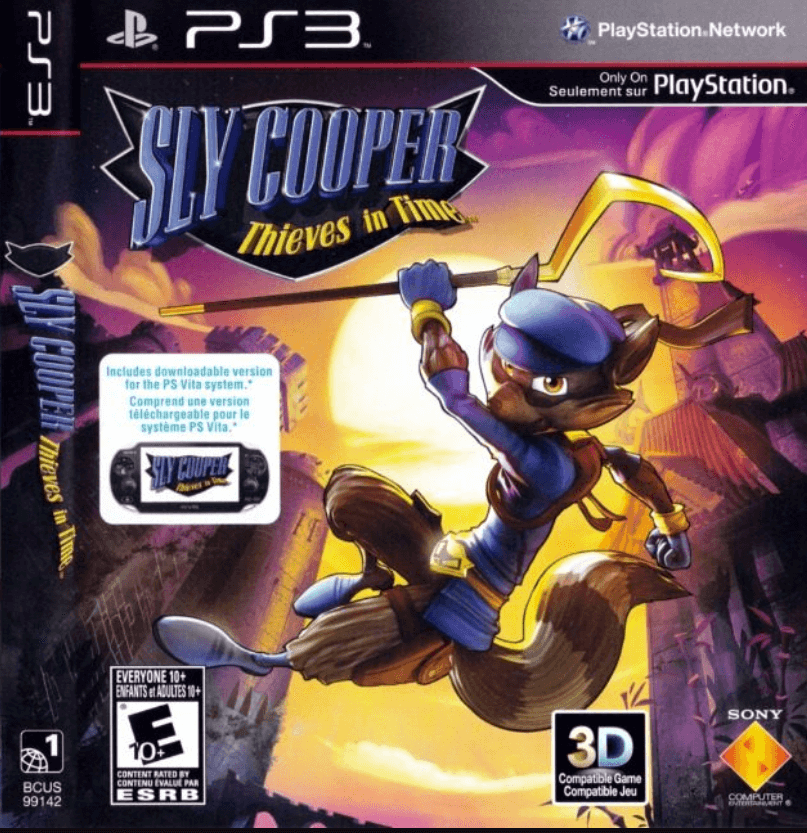 PS3
PS3
PlayStation®Network
Only On
Seulement sur PlayStation®
SLY COOPER
Thieves in Time™
SLY COOPER Thieves in Time™
Includes downloadable version
for the PS Vita system.*
Comprend une version
téléchargeable pour le
système PS Vita.*
SLY COOPER
Thieves in Time
EVERYONE 10+
ENFANTS et ADULTES 10+
E
10+
CONTENT RATED BY
CONTENU ÉVALUÉ PAR
ESRB
1
BCUS
99142
3D
Compatible Game
Compatible Jeu
SONY
COMPUTER
ENTERTAINMENT®